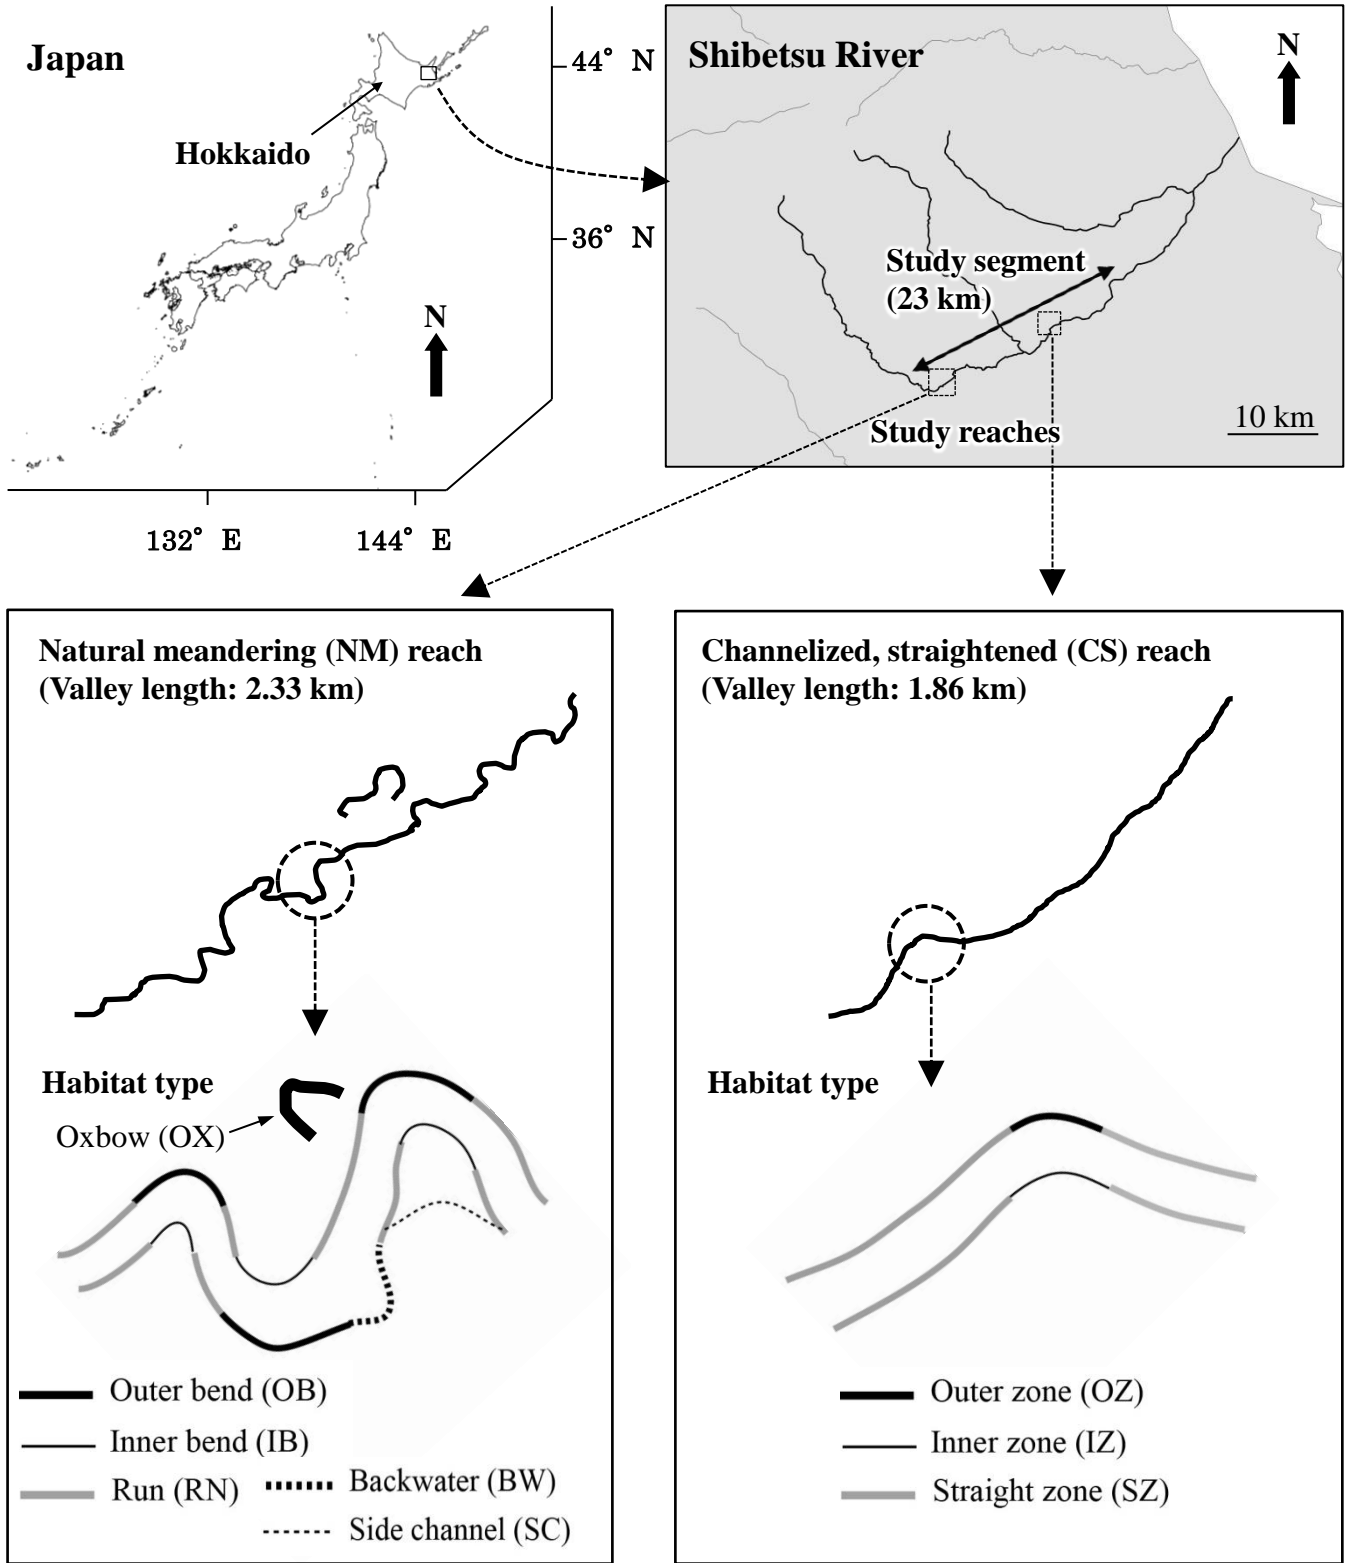 Japan
44° N
Hokkaido
36° N
N
132° E
144° E
Shibetsu River
N
Study segment
(23 km)
Study reaches
10 km
Natural meandering (NM) reach
(Valley length: 2.33 km)
Habitat type
Oxbow (OX)
Outer bend (OB)
Inner bend (IB)
Run (RN)
Backwater (BW)
Side channel (SC)
Channelized, straightened (CS) reach
(Valley length: 1.86 km)
Habitat type
Outer zone (OZ)
Inner zone (IZ)
Straight zone (SZ)